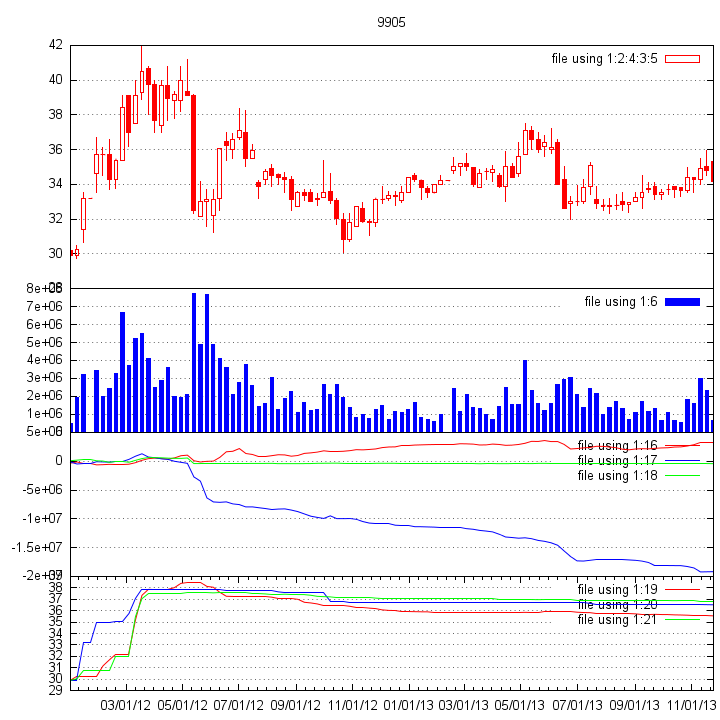 9905
42
file using 1:2:4:3:5
40
38
36
34
32
30
8e+06
file using 1:6
7e+06
6e+06
5e+06
4e+06
3e+06
2e+06
1e+06
5e+06
file using 1:16
0
file using 1:17
file using 1:18
-5e+06
-1e+07
-1.5e+07
-2e+07
38
file using 1:19
37
file using 1:20
36
file using 1:21
35
34
33
32
31
30
29
03/01/12 05/01/12 07/01/12 09/01/12 11/01/12 01/01/13 03/01/13 05/01/13 07/01/13 09/01/13 11/01/13